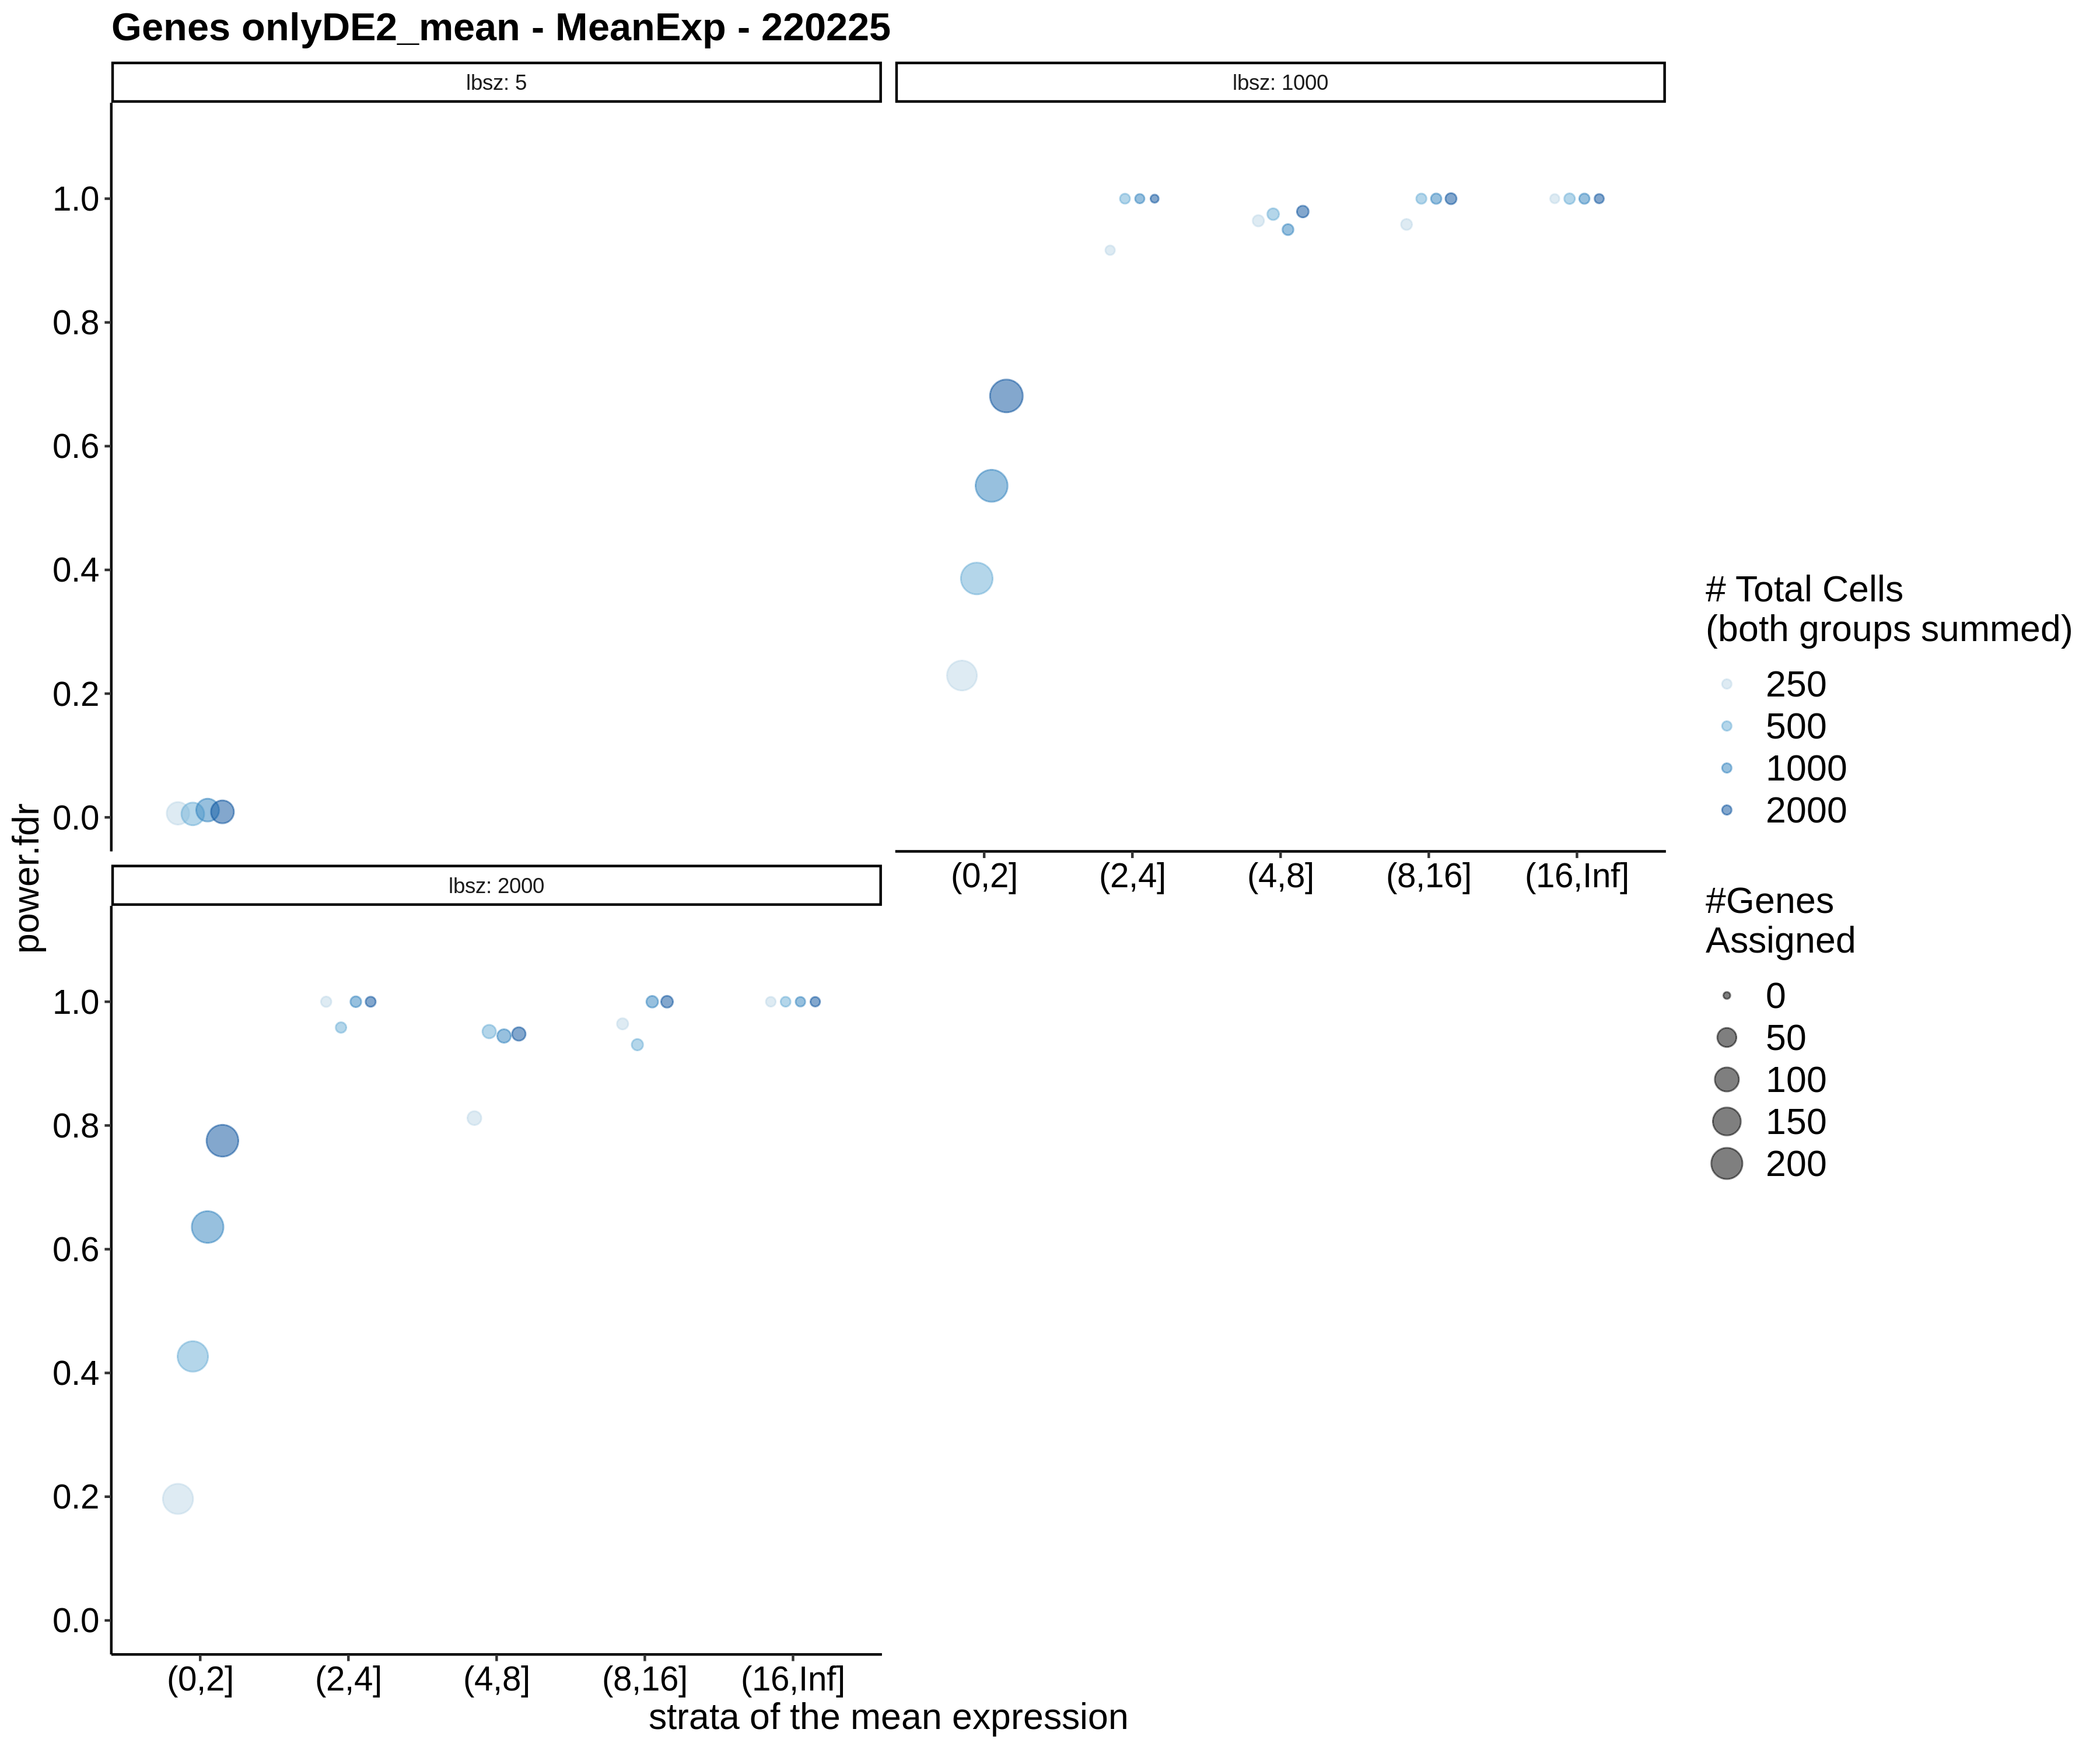 Genes onlyDE2_mean - MeanExp - 220225
lbsz: 5
lbsz: 1000
1.0
0.8
0.6
0.4
0.2
0.0
(0,2] (2,4] (4,8] (8,16] (16,Inf]
lbsz: 2000
1.0
0.8
0.6
0.4
0.2
0.0
(0,2] (2,4] (4,8] (8,16] (16,Inf]
strata of the mean expression
power.fdr
# Total Cells
(both groups summed)
250
500
1000
2000
#Genes
Assigned
0
50
100
150
200